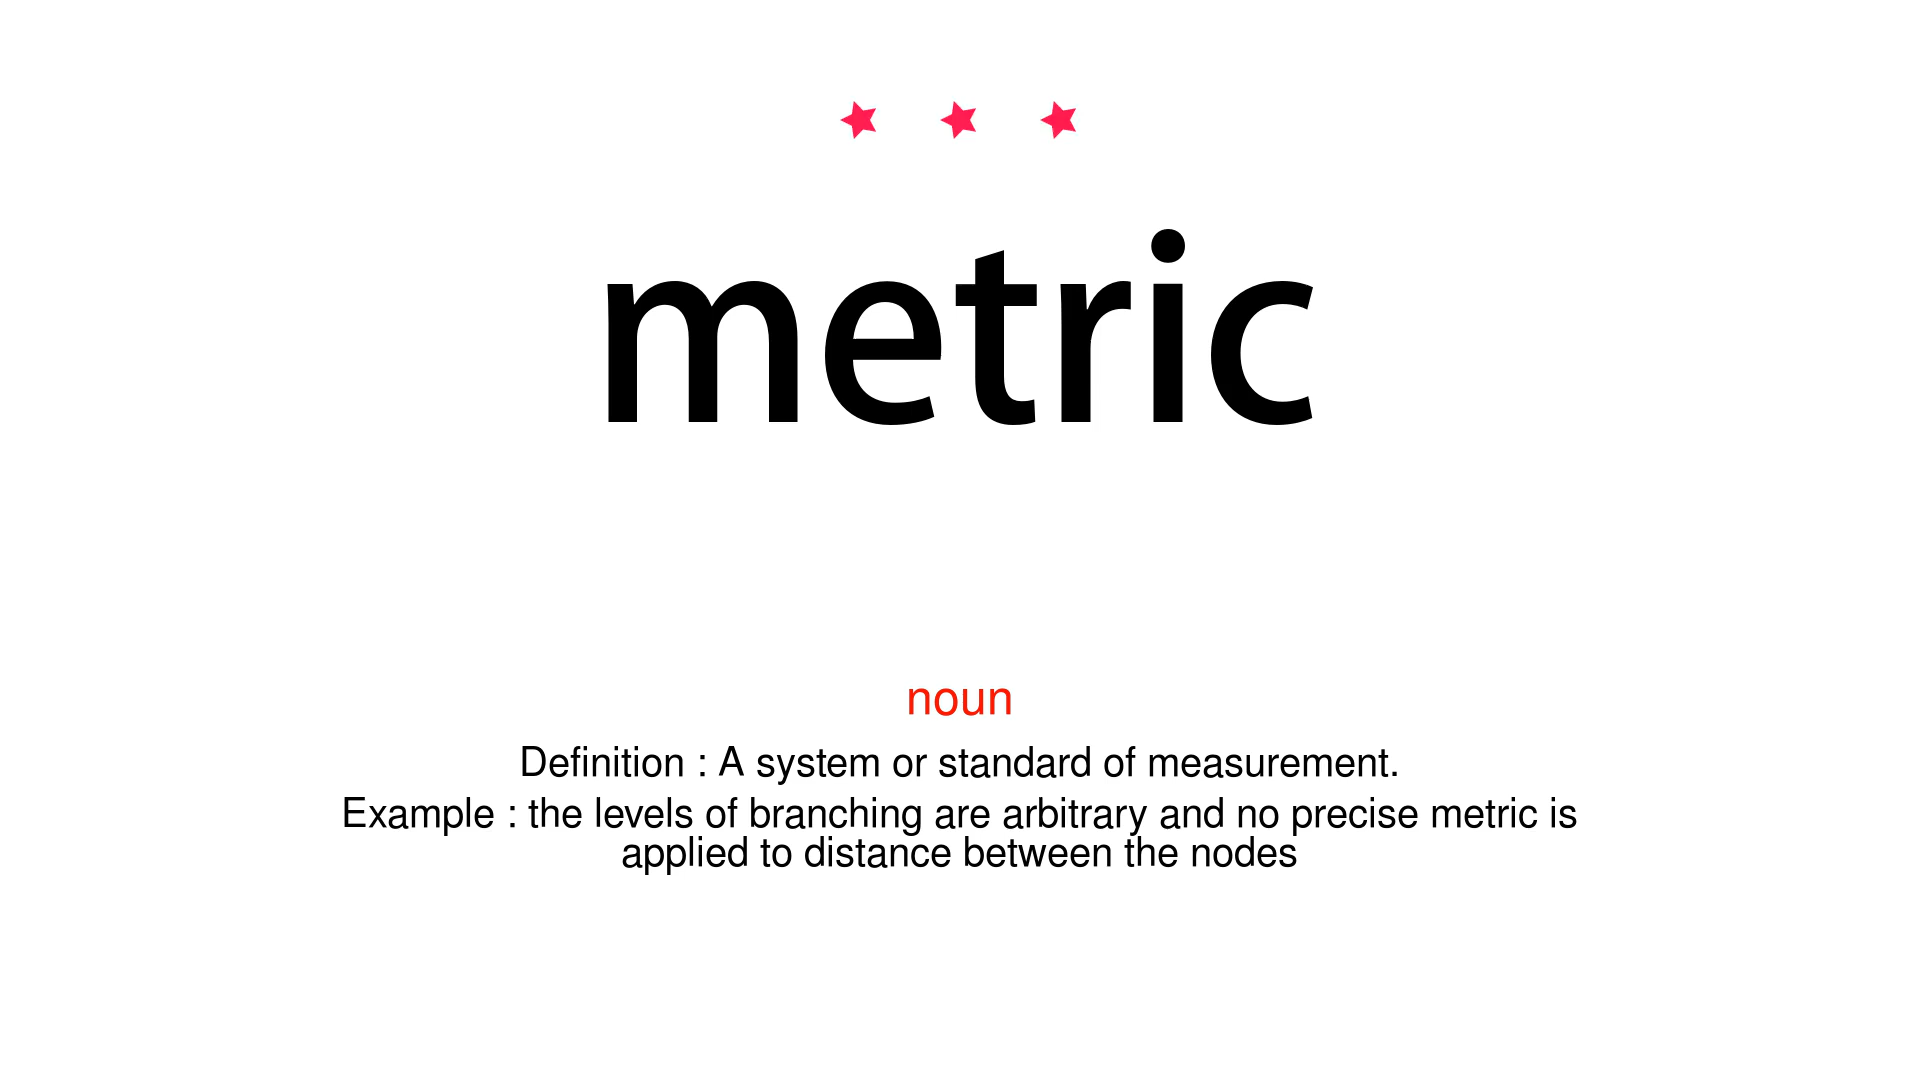 metric
noun
Definition : A system or standard of measurement.
Example : the levels of branching are arbitrary and no precise metric is
applied to distance between the nodes